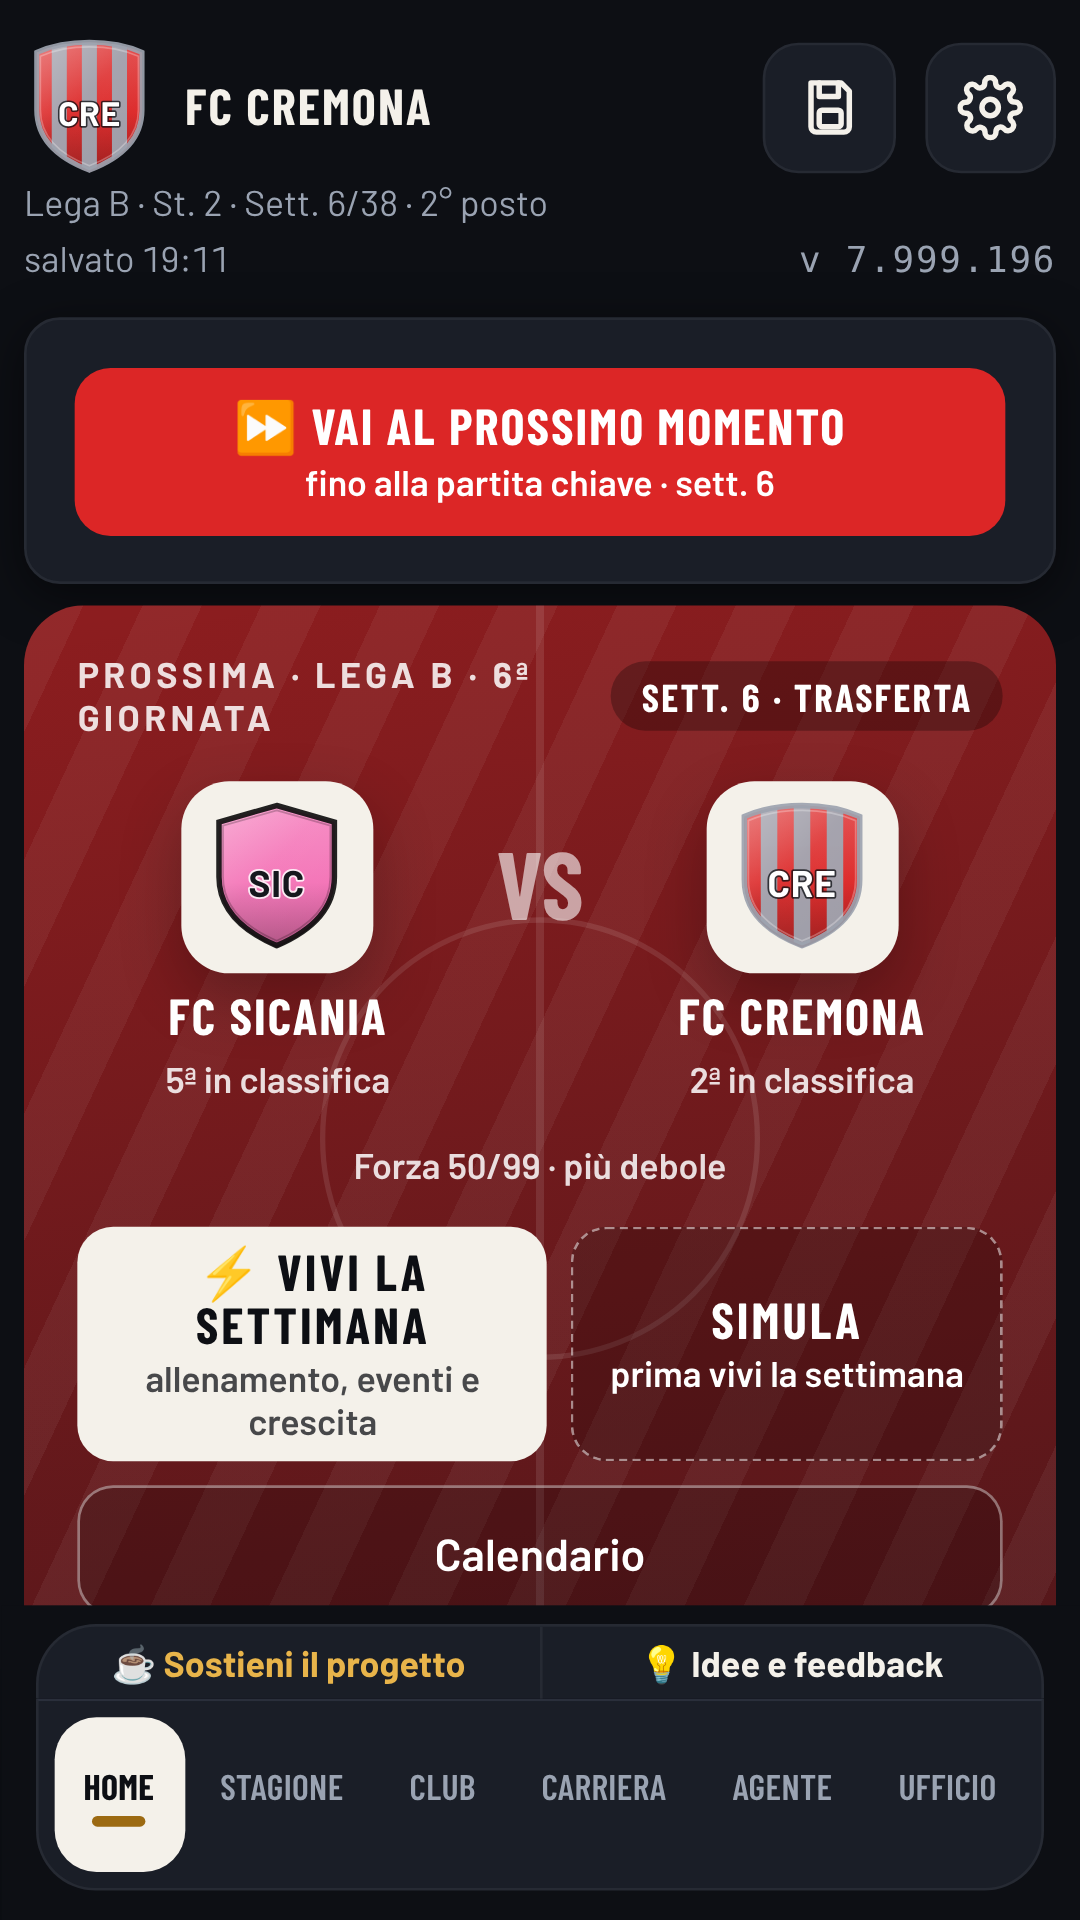 CRE
FC CREMONA
Lega B · St. 2 · Sett. 6/38 · 2° posto
salvato 19:11
v 7.999.196
⏩ VAI AL PROSSIMO MOMENTO
fino alla partita chiave · sett. 6
PROSSIMA · LEGA B · 6ª
GIORNATA
SETT. 6 · TRASFERTA
SIC
VS
CRE
FC SICANIA
FC CREMONA
5ª in classifica
2ª in classifica
Forza 50/99 · più debole
⚡ VIVI LA
SETTIMANA
allenamento, eventi e
crescita
SIMULA
prima vivi la settimana
Calendario
☕ Sostieni il progetto
💡 Idee e feedback
HOME
STAGIONE
CLUB
CARRIERA
AGENTE
UFFICIO